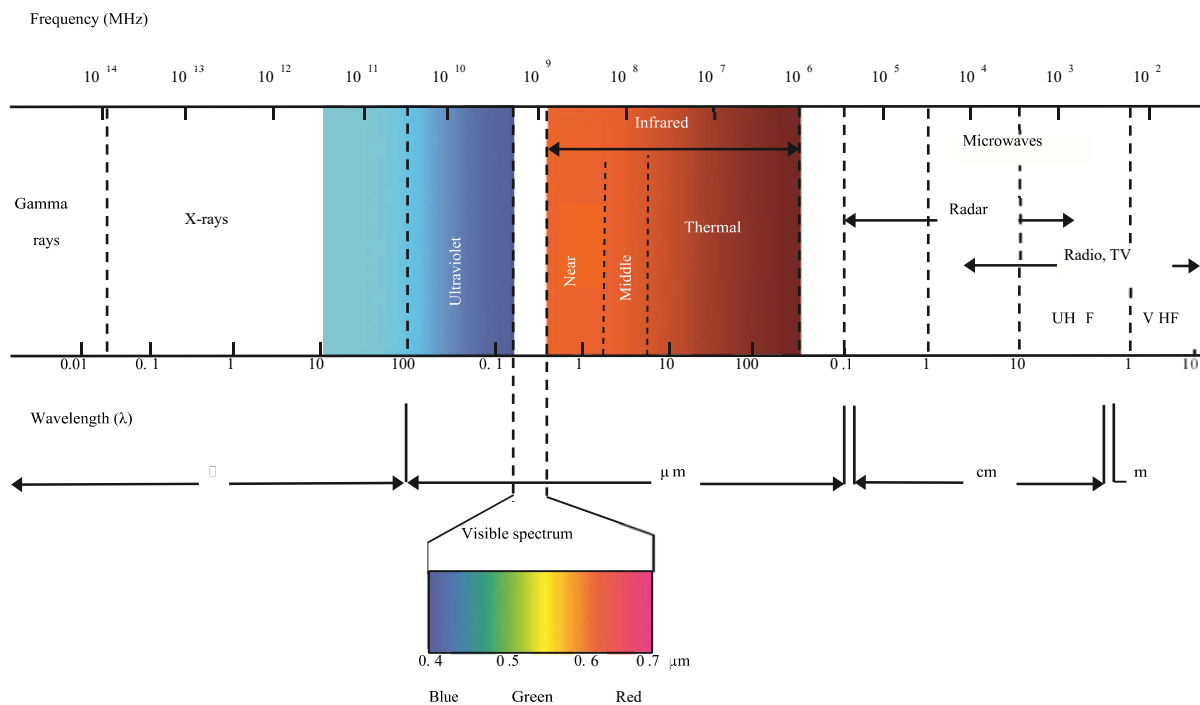 Frequency (MHz)
10 14 10 13 10 12 10 11 10 10 10 9 10 8 10 7 10 6 10 5 10 4 10 3 10 2
Infrared
Microwaves
Gamma
rays
X-rays
Ultraviolet
Near
Middle
Thermal
Radar
Radio, TV
UH F
V HF
0.01 0. 1 1 10 100 0. 1 1 10 100 0 .1 1 10 1 10
Wavelength (λ)
μ m
cm
m
Visible spectrum
0. 4 0. 5 0. 6 0. 7 μm
Blue Green Red